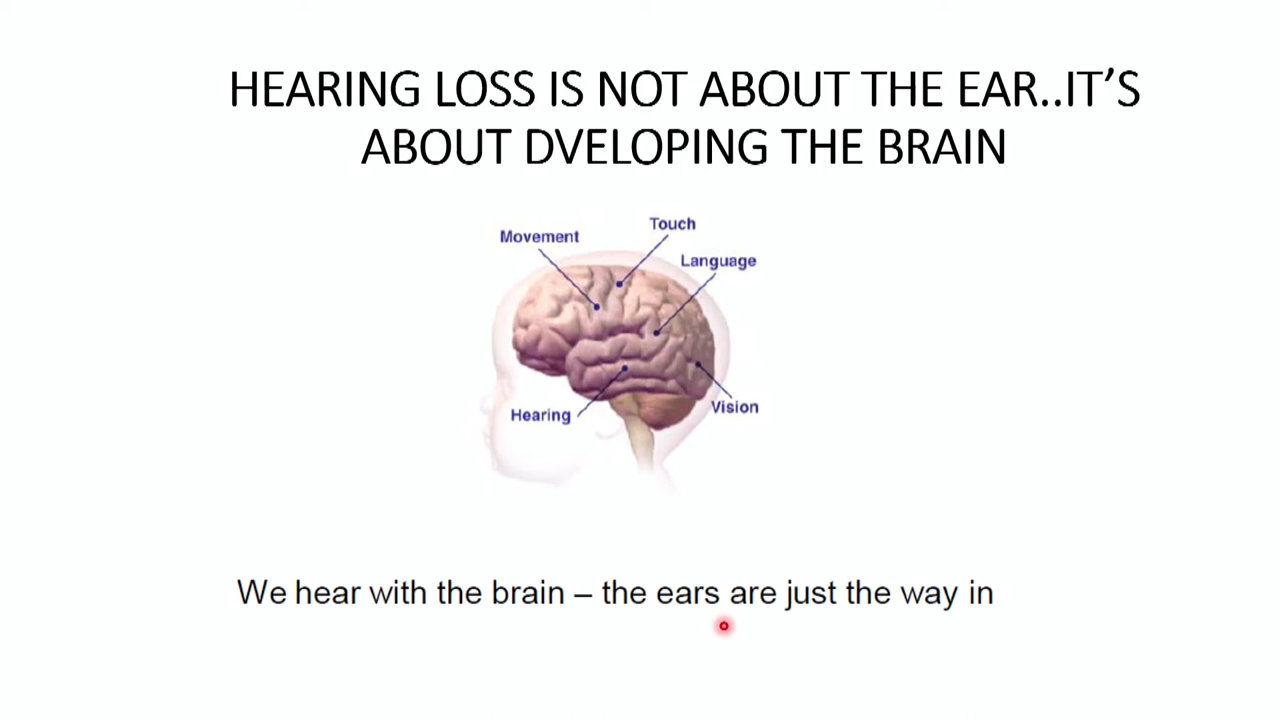 HEARING LOSS IS NOT ABOUT THE EAR..IT'S
ABOUT DVELOPING THE BRAIN
Touch
Movement
Language
Vision
Hearing
We hear with the brain – the ears are just the way in